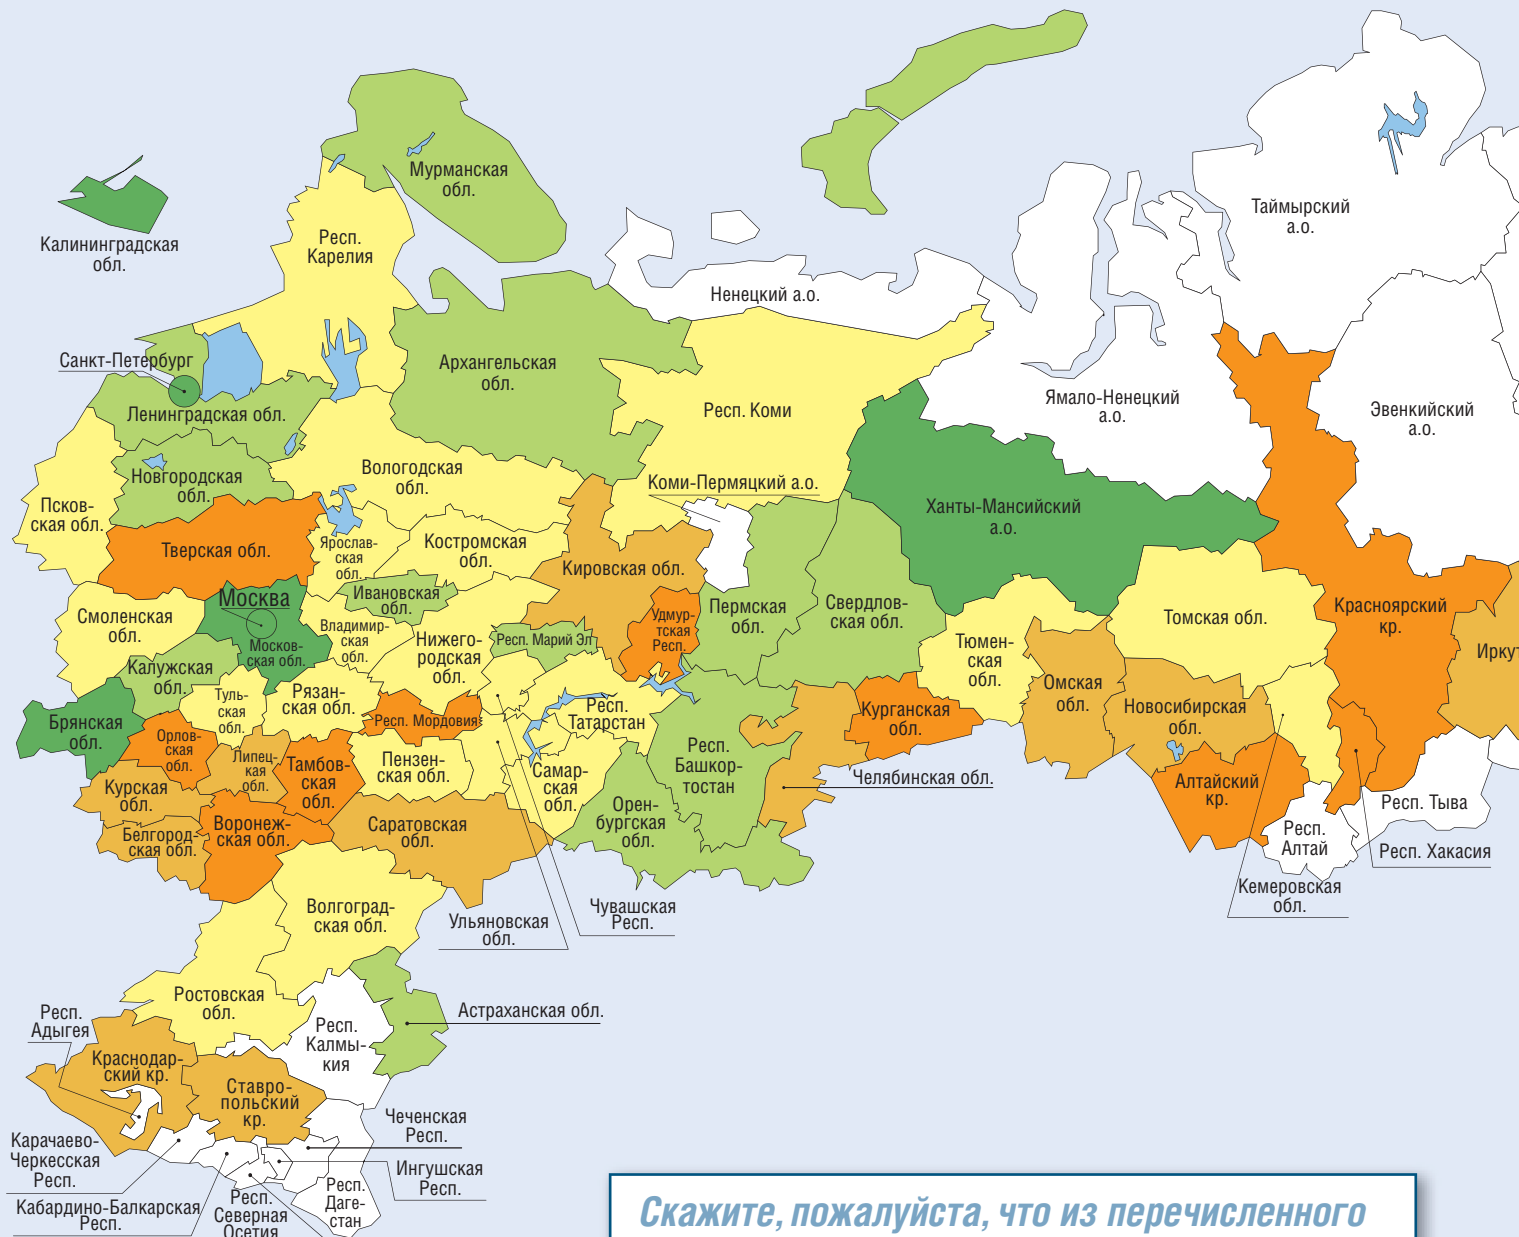 Мурманская
обл.
Таймырский
а.о.
Калининградская
обл.
Респ.
Карелия
Ненецкий а.о.
Санкт-Петербург
Архангельская
обл.
Ямало-Ненецкий
а.о.
Эвенкийский
а.о.
Ленинградская обл.
Респ. Коми
Новгородская
обл.
Вологодская
обл.
Коми-Пермяцкий а.о.
Ханты-Мансийский
а.о.
Псков-
ская обл.
Тверская обл.
Ярослав-
ская
обл.
Костромская
обл.
Кировская обл.
Москва
Ивановская
обл.
Смоленская
обл.
Удмур-
тская
Респ.
Пермская
обл.
Свердлов-
ская обл.
Томская обл.
Красноярский
кр.
Владимир-
ская
обл.
Нижего-
родская
обл.
Респ. Марий Эл
Тюмен-
ская
обл.
Иркут
Московс-
ская обл.
Калужская
обл.
Туль-
ская
обл.
Рязан-
ская обл.
Омская
обл.
Новосибирская
обл.
Брянская
обл.
Респ. Мордовия
Респ.
Татарстан
Курганская
обл.
Орлов-
ская
обл.
Липец-
кая
обл.
Тамбов-
ская
обл.
Пензен-
ская обл.
Самар-
ская
обл.
Респ.
Башкор-
тостан
Челябинская обл.
Алтайский
кр.
Курская
обл.
Респ. Тыва
Белгород-
ская обл.
Воронеж-
ская обл.
Саратовская
обл.
Орен-
бургская
обл.
Респ.
Алтай
Респ. Хакасия
Кемеровская
обл.
Волгоград-
ская обл.
Ульяновская
обл.
Чувашская
Респ.
Ростовская
обл.
Астраханская обл.
Респ.
Адыгея
Респ.
Калмы-
кия
Краснодар-
ский кр.
Ставро-
польский
кр.
Чеченская
Респ.
Карачаево-
Черкесская
Респ.
Ингушская
Респ.
Кабардино-Балкарская
Респ.
Респ.
Северная
Осетия
Респ.
Даге-
стан
Скажите, пожалуйста, что из перечисленного